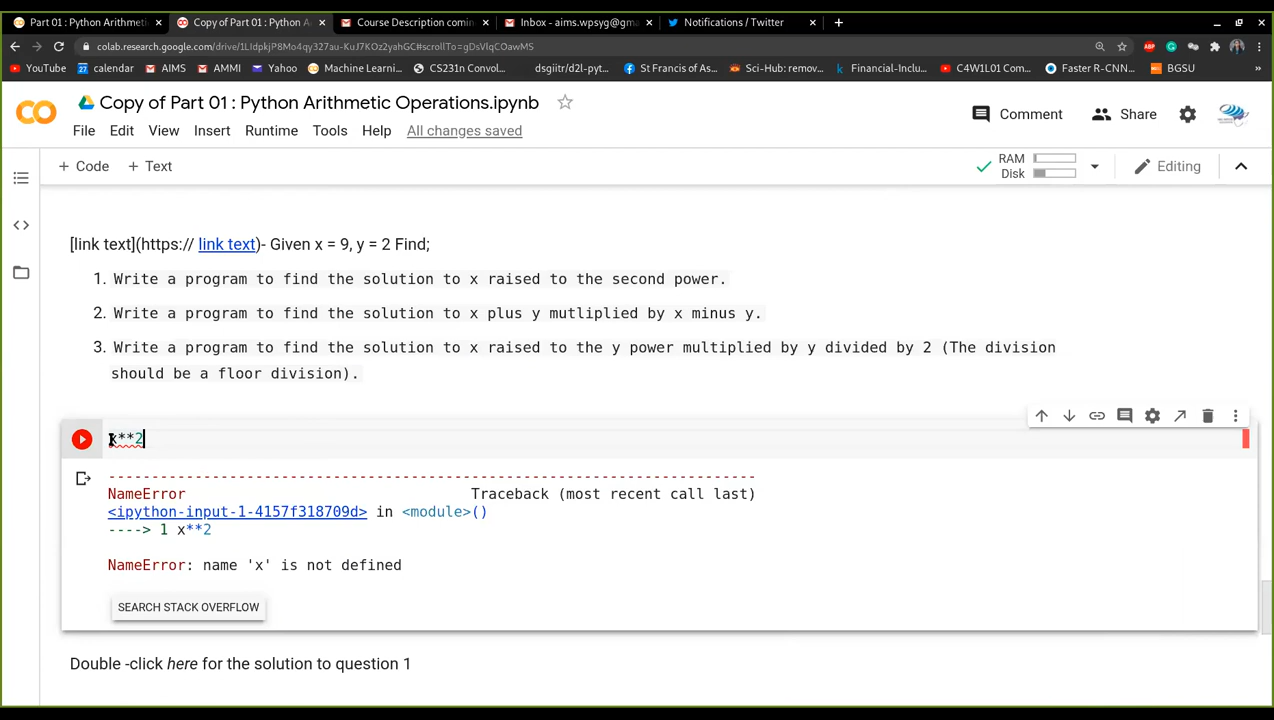 Part 01 : Python Arithmetic
Copy of Part 01 : Python A
Course Description comin
Inbox - aims.wpsyg@gma
Notifications / Twitter
colab.research.google.com/drive/1LIdpkjP8Mo4qy327au-KuJ7KOz2yahGC#scrollTo=gDsVlqCOawMS
YouTube
27 calendar
AIMS
AMMI
Yahoo
Machine Learni...
CS231n Convol...
dsgiitr/d2l-pyt...
St Francis of As...
Sci-Hub: remov...
Financial-Inclu...
C4W1L01 Com...
Faster R-CNN...
BGSU
»
Copy of Part 01 : Python Arithmetic Operations.ipynb
Comment
Share
File Edit View Insert Runtime Tools Help All changes saved
+ Code + Text
RAM
Disk
Editing
[link text](https:// link text)- Given x = 9, y = 2 Find;
1. Write a program to find the solution to x raised to the second power.
2. Write a program to find the solution to x plus y mutliplied by x minus y.
3. Write a program to find the solution to x raised to the y power multiplied by y divided by 2 (The division
should be a floor division).
x**2
---------------------------------------------------------------------------
NameError Traceback (most recent call last)
<ipython-input-1-4157f318709d> in <module>()
----> 1 x**2
NameError: name 'x' is not defined
SEARCH STACK OVERFLOW
Double -click here for the solution to question 1